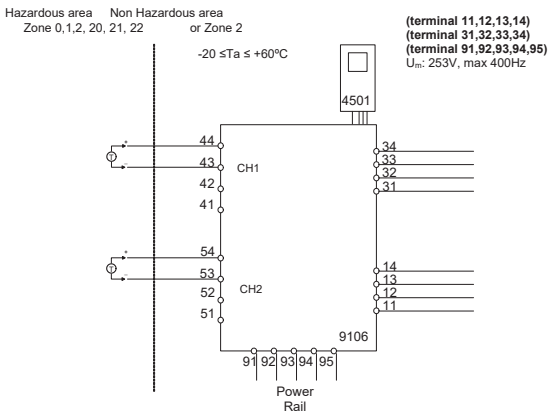 Hazardous area Non Hazardous area
Zone 0,1,2, 20, 21, 22 or Zone 2
-20 ≤Ta ≤ +60ºC
(terminal 11,12,13,14)
(terminal 31,32,33,34)
(terminal 91,92,93,94,95)
Um: 253V, max 400Hz
4501
44
+
T
43
-
CH1
42
41
34
33
32
31
54
+
T
53
-
CH2
52
51
14
13
12
11
9106
91 92 93 94 95
Power
Rail